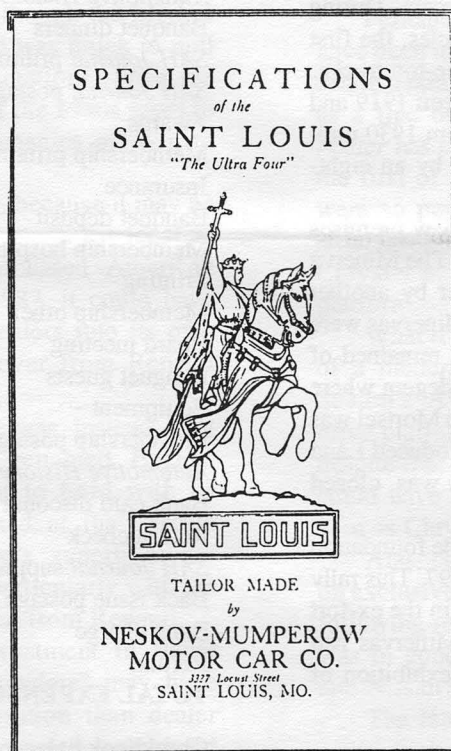 SPECIFICATIONS
of the
SAINT LOUIS
"The Ultra Four"
SAINT LOUIS
TAILOR MADE
by
NESKOV-MUMPEROW
MOTOR CAR CO.
3327 Locust Street
SAINT LOUIS, MO.